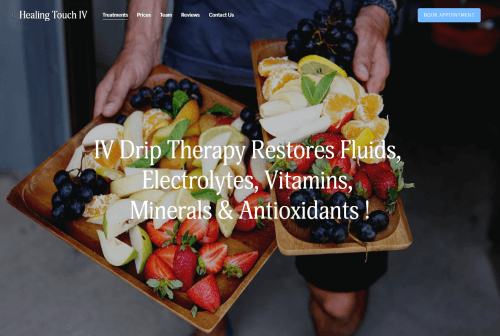 Healing Touch IV
Treatments Prices Team Reviews Contact Us
BOOK APPOINTMENT
IV Drip Therapy Restores Fluids,
Electrolytes, Vitamins,
Minerals & Antioxidants !